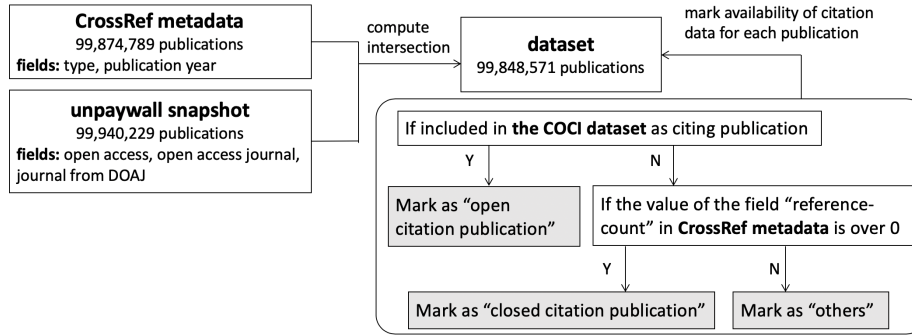 CrossRef metadata
99,874,789 publications
fields: type, publication year
unpaywall snapshot
99,940,229 publications
fields: open access, open access journal,
journal from DOAJ
compute
intersection
dataset
99,848,571 publications
mark availability of citation
data for each publication
If included in the COCI dataset as citing publication
Y
N
Mark as “open
citation publication”
If the value of the field “reference-
count” in CrossRef metadata is over 0
Y
N
Mark as “closed citation publication”
Mark as “others”